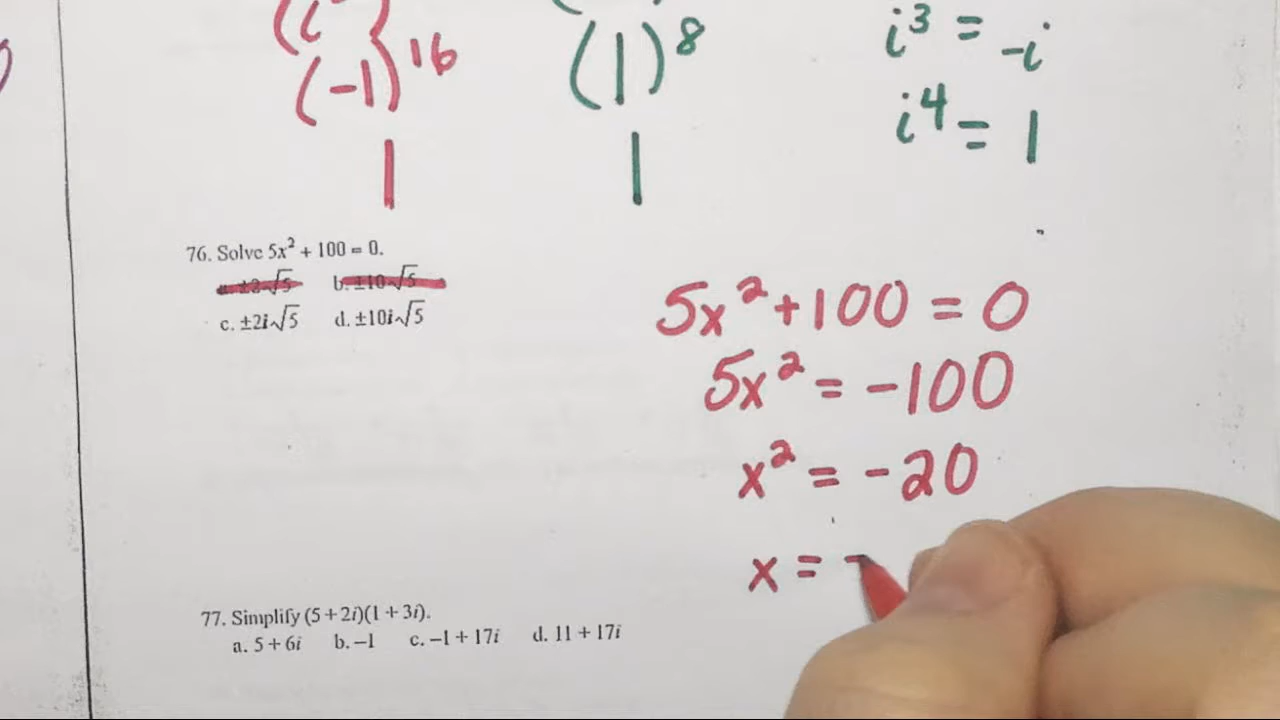 (i
(-1)^16
1
(1)^8
1
i^3 = -i
i^4 = 1
76. Solve 5x^2 + 100 = 0.
a. ±2√5 b. ±10√5
c. ±2i√5 d. ±10i√5
5x^2 + 100 = 0
5x^2 = -100
x^2 = -20
x =
77. Simplify (5 + 2i)(1 + 3i).
a. 5 + 6i b. −1 c. −1 + 17i d. 11 + 17i